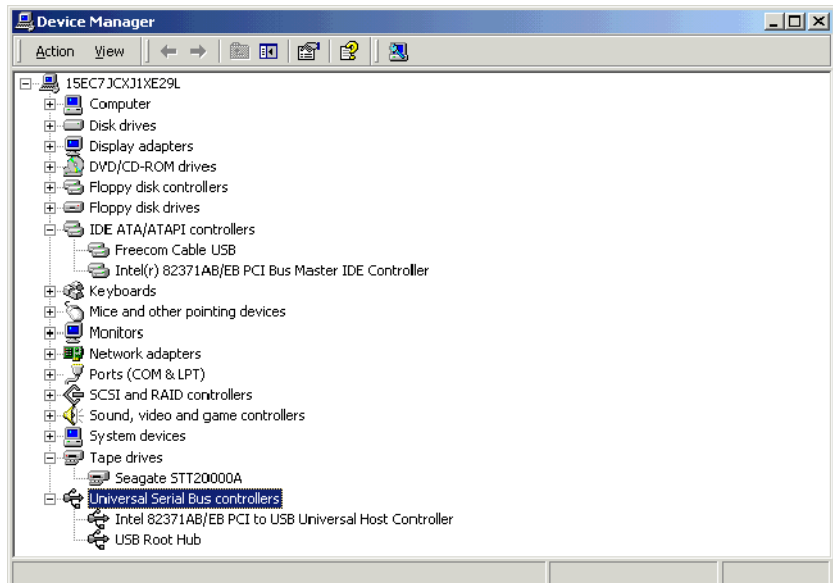 Device Manager
Action View
15EC7JCXJ1XE29L
Computer
Disk drives
Display adapters
DVD/CD-ROM drives
Floppy disk controllers
Floppy disk drives
IDE ATA/ATAPI controllers
Freecom Cable USB
Intel(r) 82371AB/EB PCI Bus Master IDE Controller
Keyboards
Mice and other pointing devices
Monitors
Network adapters
Ports (COM & LPT)
SCSI and RAID controllers
Sound, video and game controllers
System devices
Tape drives
Seagate STT20000A
Universal Serial Bus controllers
Intel 82371AB/EB PCI to USB Universal Host Controller
USB Root Hub